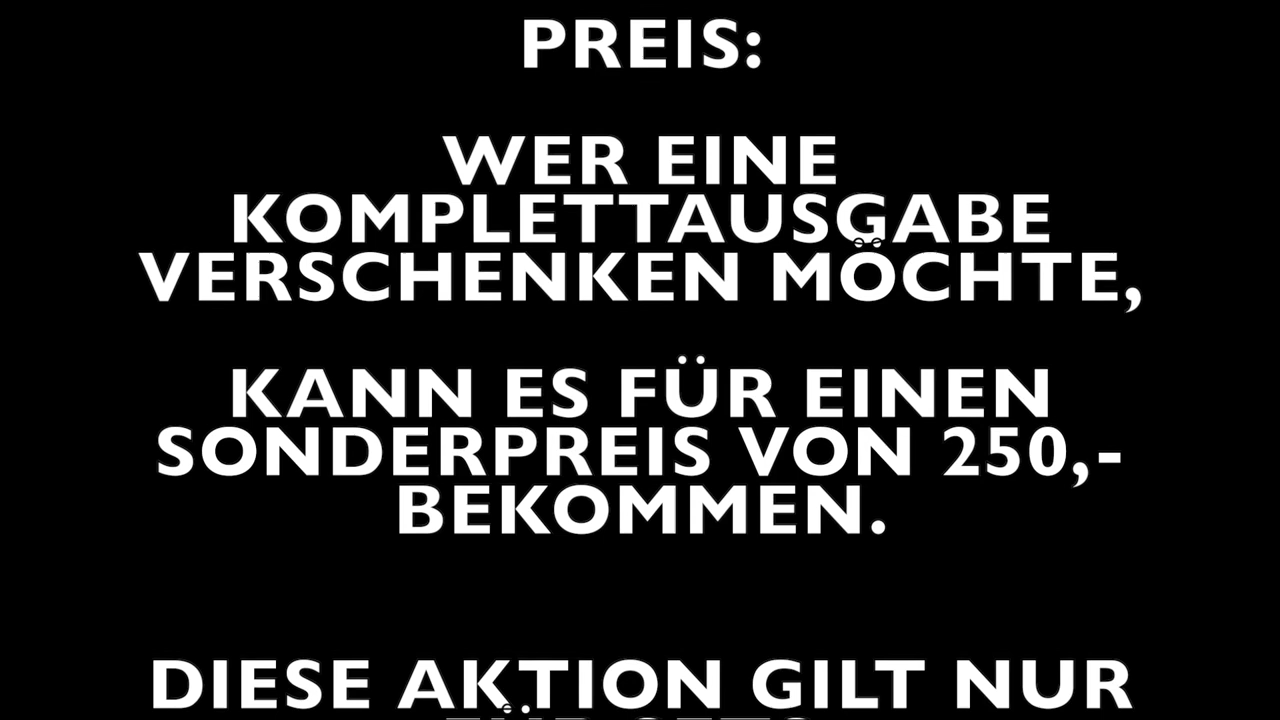 PREIS:
WER EINE
KOMPLETTAUSGABE
VERSCHENKEN MÖCHTE,
KANN ES FÜR EINEN
SONDERPREIS VON 250,-
BEKOMMEN.
DIESE AKTION GILT NUR